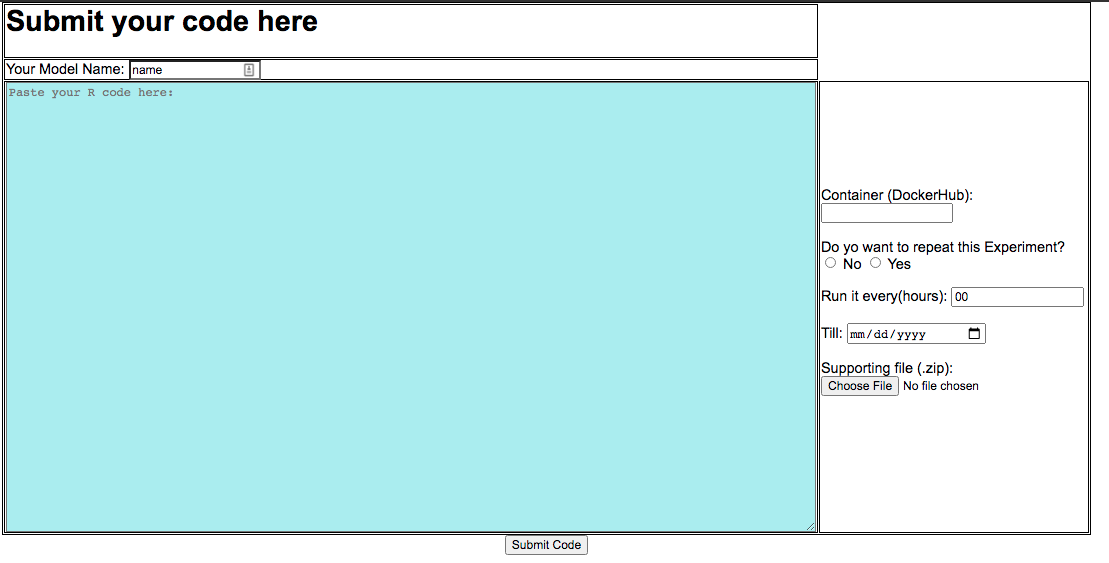 Submit your code here
Your Model Name: name
Paste your R code here:
Container (DockerHub):
Do yo want to repeat this Experiment?
No Yes
Run it every(hours): 00
Till: mm/dd/yyyy
Supporting file (.zip):
Choose File No file chosen
Submit Code